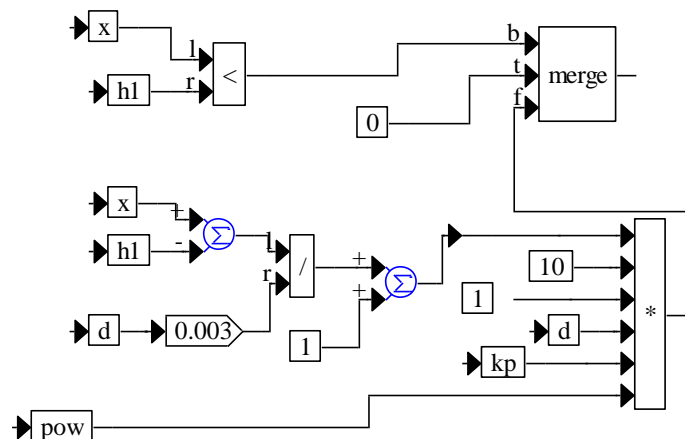 x
l
b
<
h1
r
t
merge
f
0
x
+
Σ
h1
-
l
/
+
Σ
10
r
+
1
*
d
0.003
1
d
kp
pow